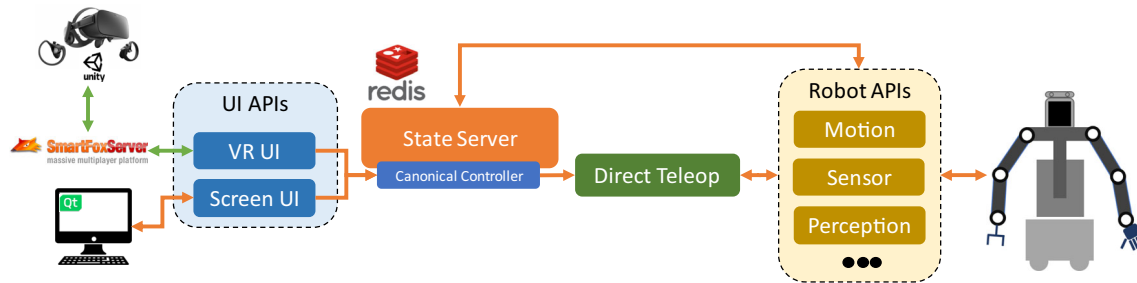 unity
SmartFoxServer
massive multiplayer platform
Qt
UI APIs
VR UI
Screen UI
redis
State Server
Canonical Controller
Direct Teleop
Robot APIs
Motion
Sensor
Perception